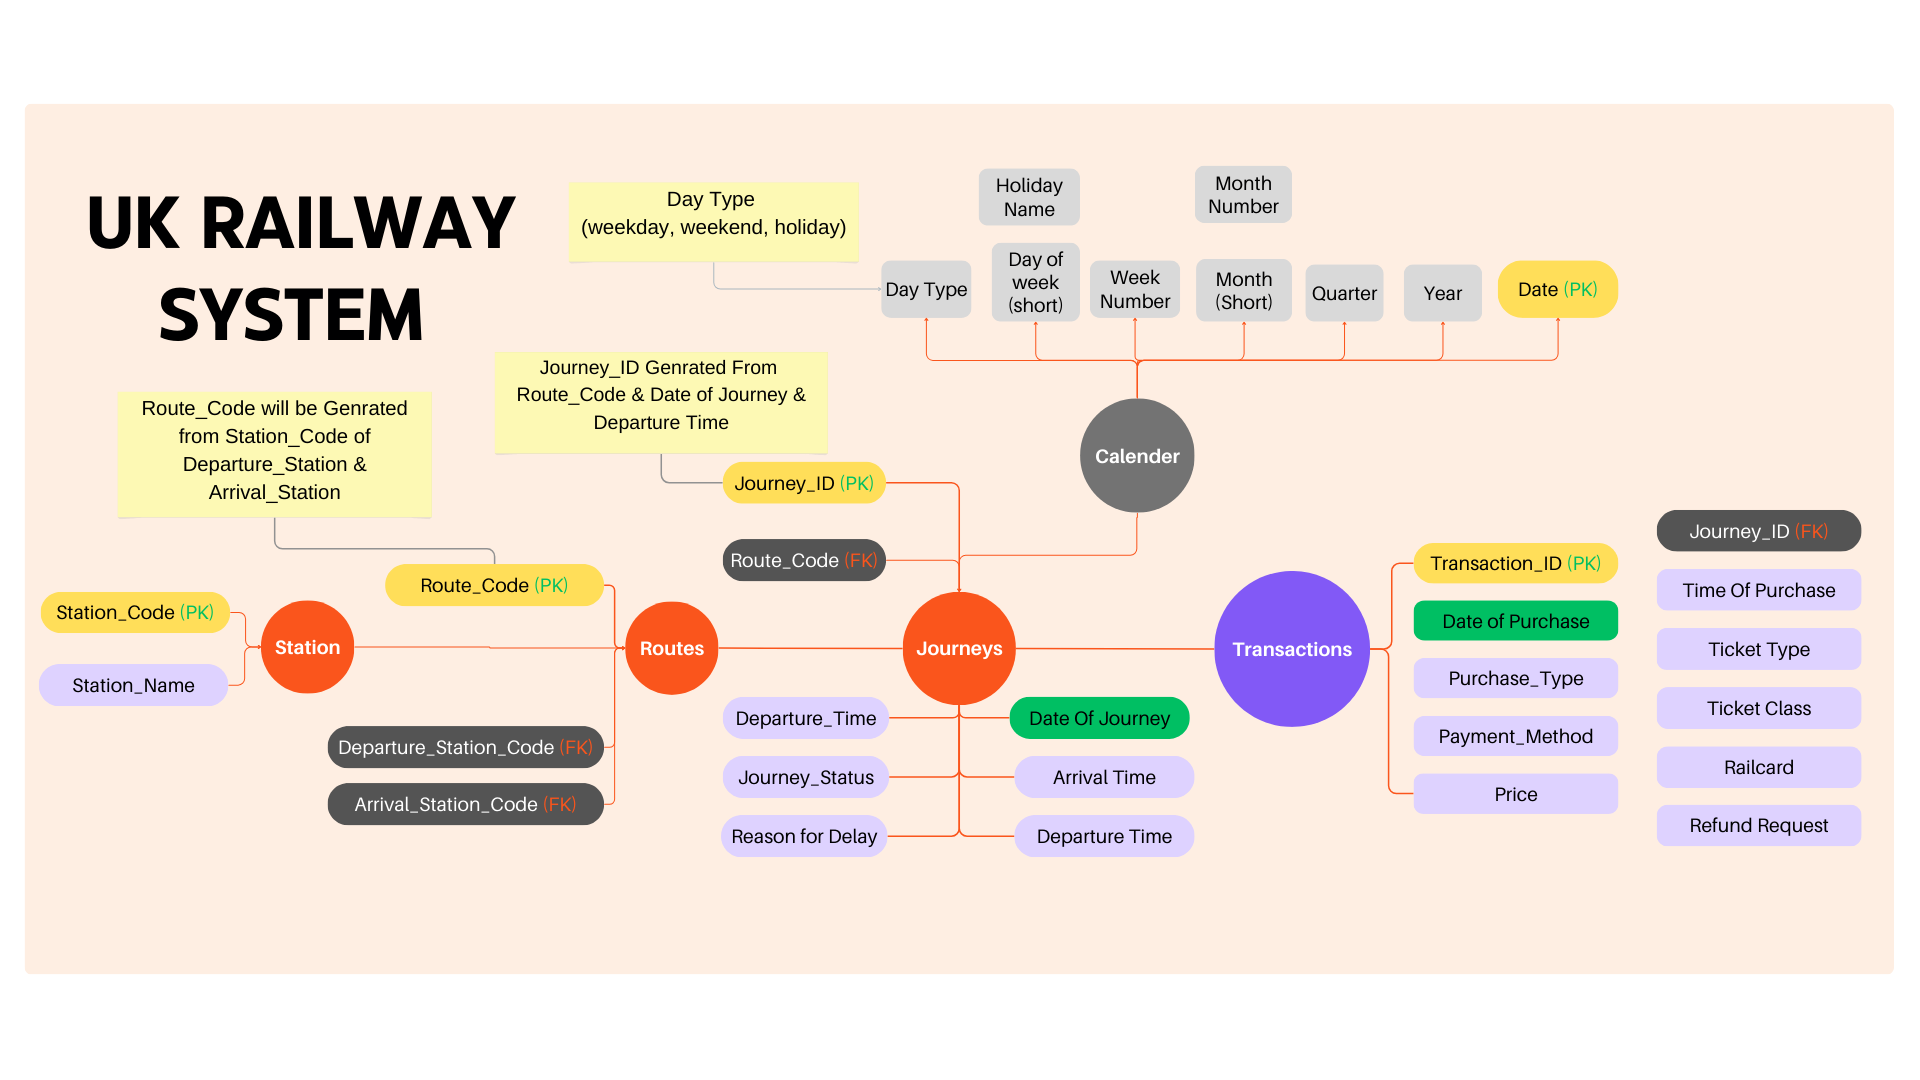 UK RAILWAY
SYSTEM
Day Type
(weekday, weekend, holiday)
Holiday
Name
Month
Number
Day Type
Day of
week
(short)
Week
Number
Month
(Short)
Quarter
Year
Date (PK)
Journey_ID Genrated From
Route_Code & Date of Journey &
Departure Time
Route_Code will be Genrated
from Station_Code of
Departure_Station &
Arrival_Station
Calender
Journey_ID (PK)
Route_Code (FK)
Route_Code (PK)
Station_Code (PK)
Station_Name
Station
Routes
Journeys
Transactions
Departure_Station_Code (FK)
Arrival_Station_Code (FK)
Departure_Time
Journey_Status
Reason for Delay
Date Of Journey
Arrival Time
Departure Time
Transaction_ID (PK)
Date of Purchase
Purchase_Type
Payment_Method
Price
Journey_ID (FK)
Time Of Purchase
Ticket Type
Ticket Class
Railcard
Refund Request